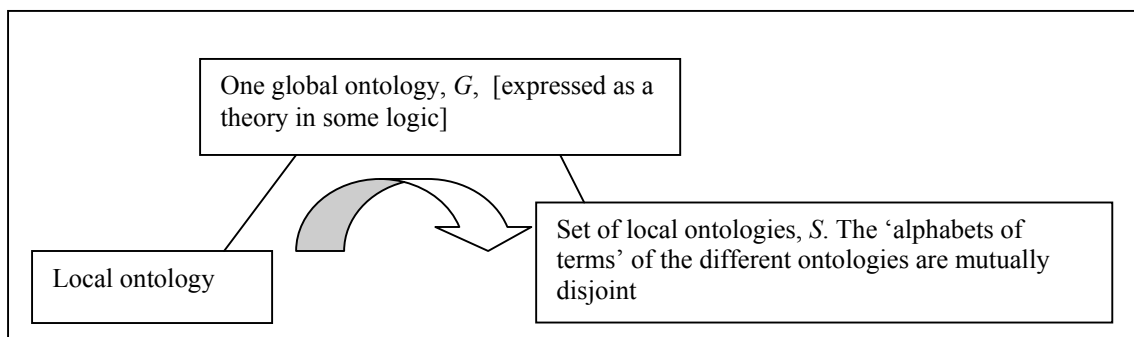 One global ontology, G, [expressed as a
theory in some logic]
Set of local ontologies, S. The ‘alphabets of
terms’ of the different ontologies are mutually
disjoint
Local ontology